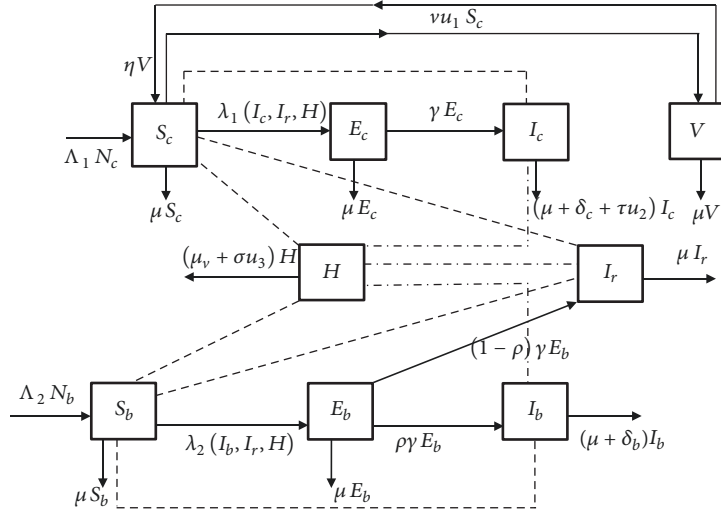 νu₁ S_c
ηV
λ₁ (I_c, I_r, H)
γ E_c
Λ₁ N_c
S_c
E_c
I_c
V
μ S_c
μ E_c
(μ + δ_c + τu₂) I_c
μV
(μ_v + σu₃) H
H
I_r
μ I_r
(1 − ρ) γ E_b
Λ₂ N_b
S_b
E_b
I_b
λ₂ (I_b, I_r, H)
ργ E_b
(μ + δ_b)I_b
μ S_b
μ E_b